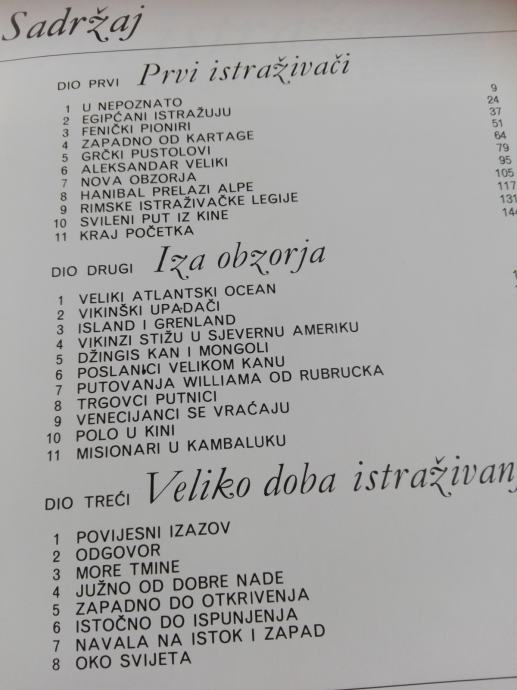 Sadržaj
DIO PRVI Prvi istraživači
1 U NEPOZNATO 9
2 EGIPĆANI ISTRAŽUJU 24
3 FENIČKI PIONIRI 37
4 ZAPADNO OD KARTAGE 51
5 GRČKI PUSTOLOVI 64
6 ALEKSANDAR VELIKI 79
7 NOVA OBZORJA 95
8 HANIBAL PRELAZI ALPE 105
9 RIMSKE ISTRAŽIVAČKE LEGIJE 117
10 SVILENI PUT IZ KINE 131
11 KRAJ POČETKA 144
DIO DRUGI Iza obzorja
1 VELIKI ATLANTSKI OCEAN
2 VIKINŠKI UPADAČI
3 ISLAND I GRENLAND
4 VIKINZI STIŽU U SJEVERNU AMERIKU
5 DŽINGIS KAN I MONGOLI
6 POSLANICI VELIKOM KANU
7 PUTOVANJA WILLIAMA OD RUBRUCKA
8 TRGOVCI PUTNICI
9 VENECIJANCI SE VRAĆAJU
10 POLO U KINI
11 MISIONARI U KAMBALUKU
DIO TREĆI Veliko doba istraživanj
1 POVIJESNI IZAZOV
2 ODGOVOR
3 MORE TMINE
4 JUŽNO OD DOBRE NADE
5 ZAPADNO DO OTKRIVENJA
6 ISTOČNO DO ISPUNJENJA
7 NAVALA NA ISTOK I ZAPAD
8 OKO SVIJETA